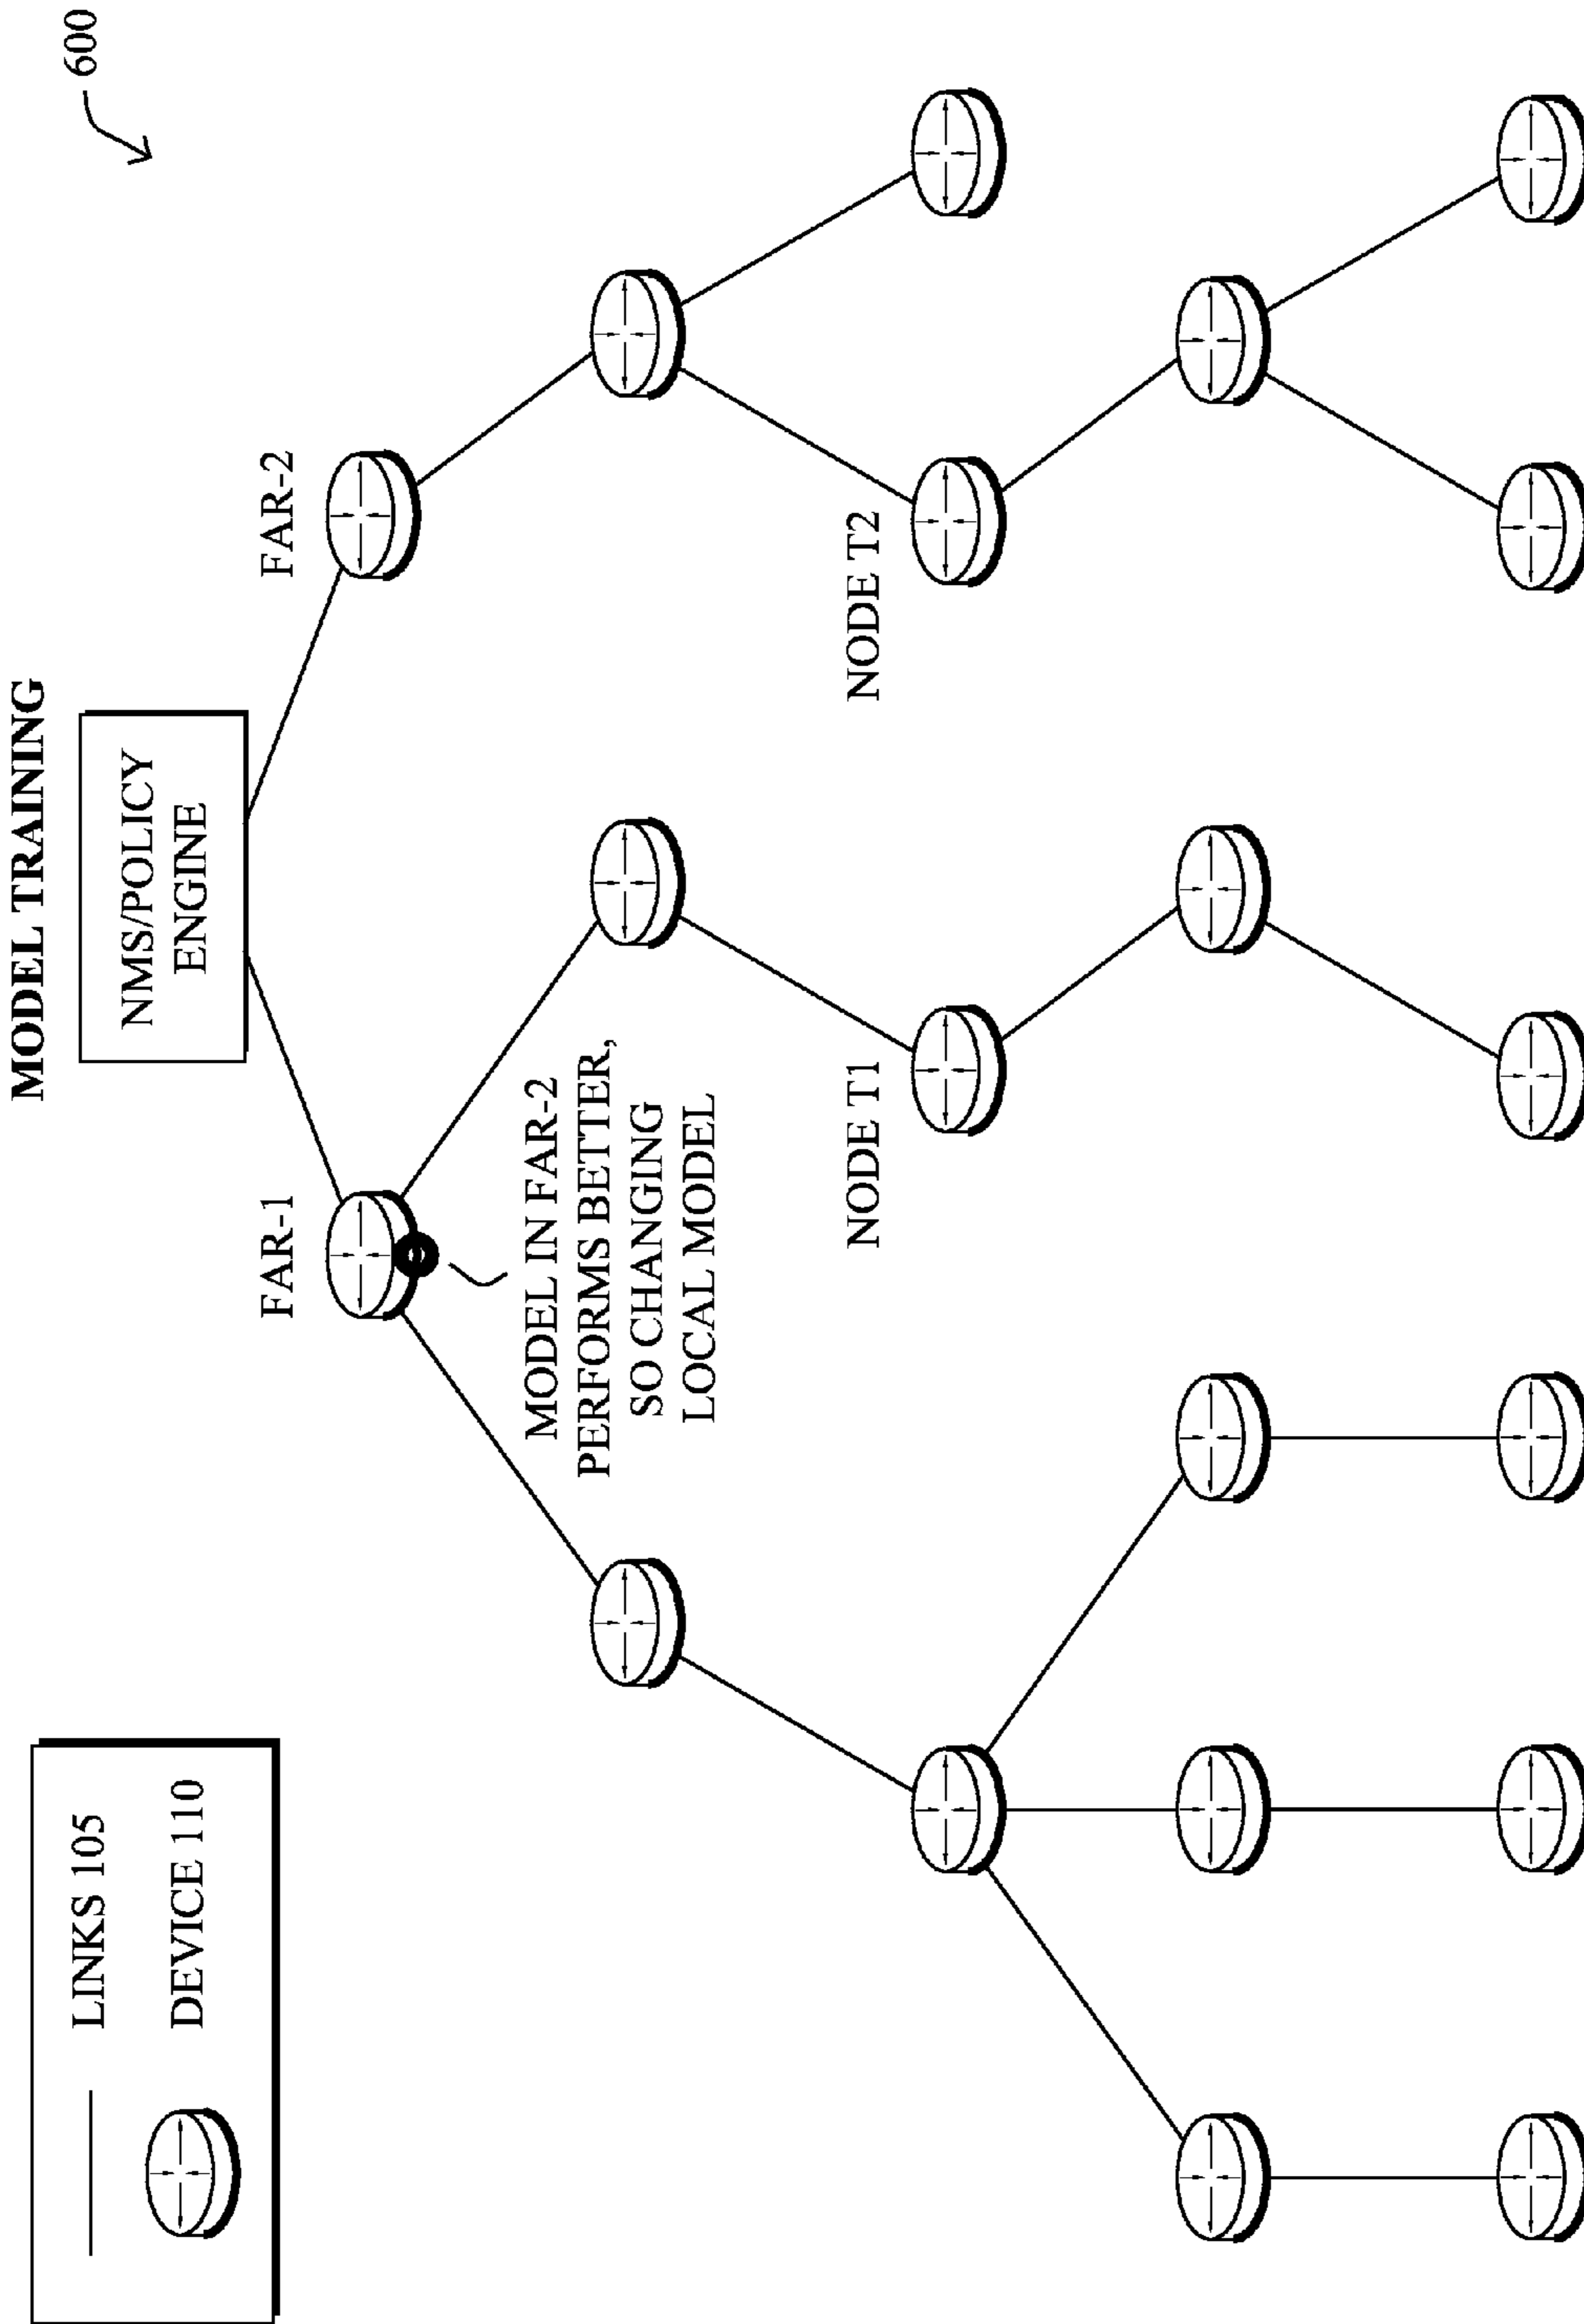 MODEL TRAINING
600
LINKS 105
DEVICE 110
NMS/POLICY
ENGINE
FAR-1
FAR-2
MODEL IN FAR-2
PERFORMS BETTER,
SO CHANGING
LOCAL MODEL
NODE T1
NODE T2